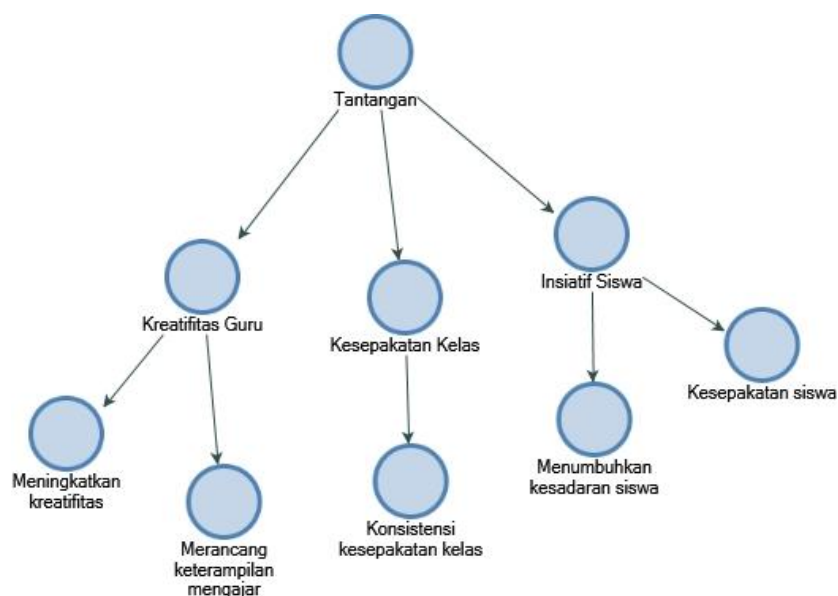 Tantangan
Kreatifitas Guru
Kesepakatan Kelas
Insiatif Siswa
Meningkatkan
kreatifitas
Merancang
keterampilan
mengajar
Konsistensi
kesepakatan kelas
Menumbuhkan
kesadaran siswa
Kesepakatan siswa